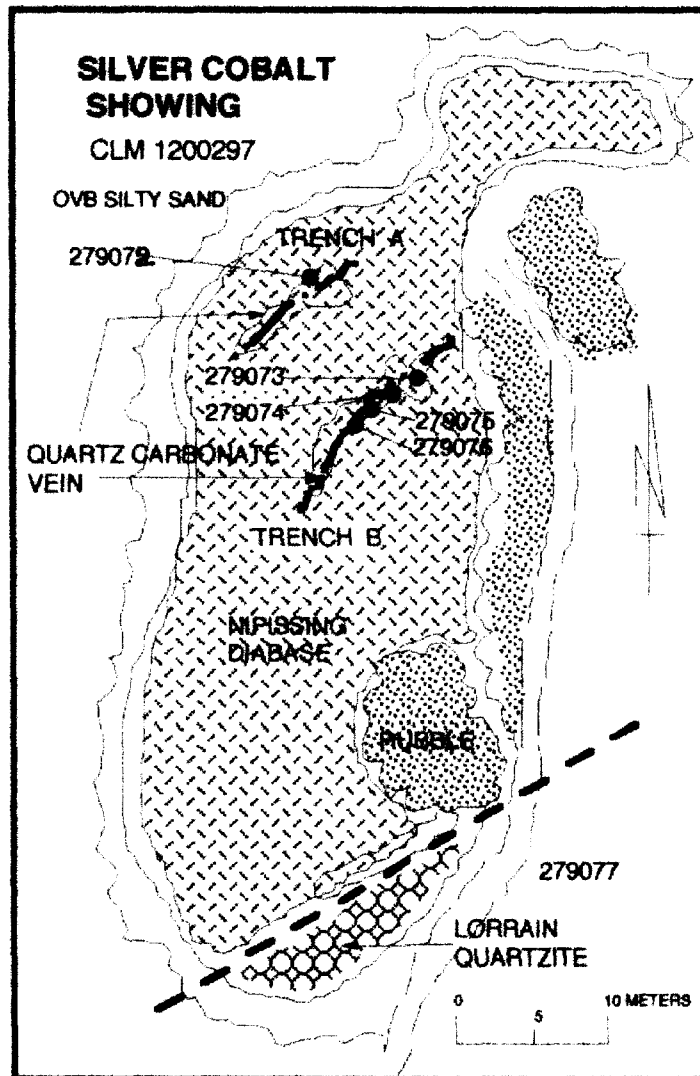 SILVER COBALT
SHOWING
CLM 1200297
OVB SILTY SAND
TRENCH A
279072
279073
279074
279075
279076
QUARTZ CARBONATE
VEIN
TRENCH B
NIPISSING
DIABASE
RUBBLE
279077
LORRAIN
QUARTZITE
0
10 METERS
5
N